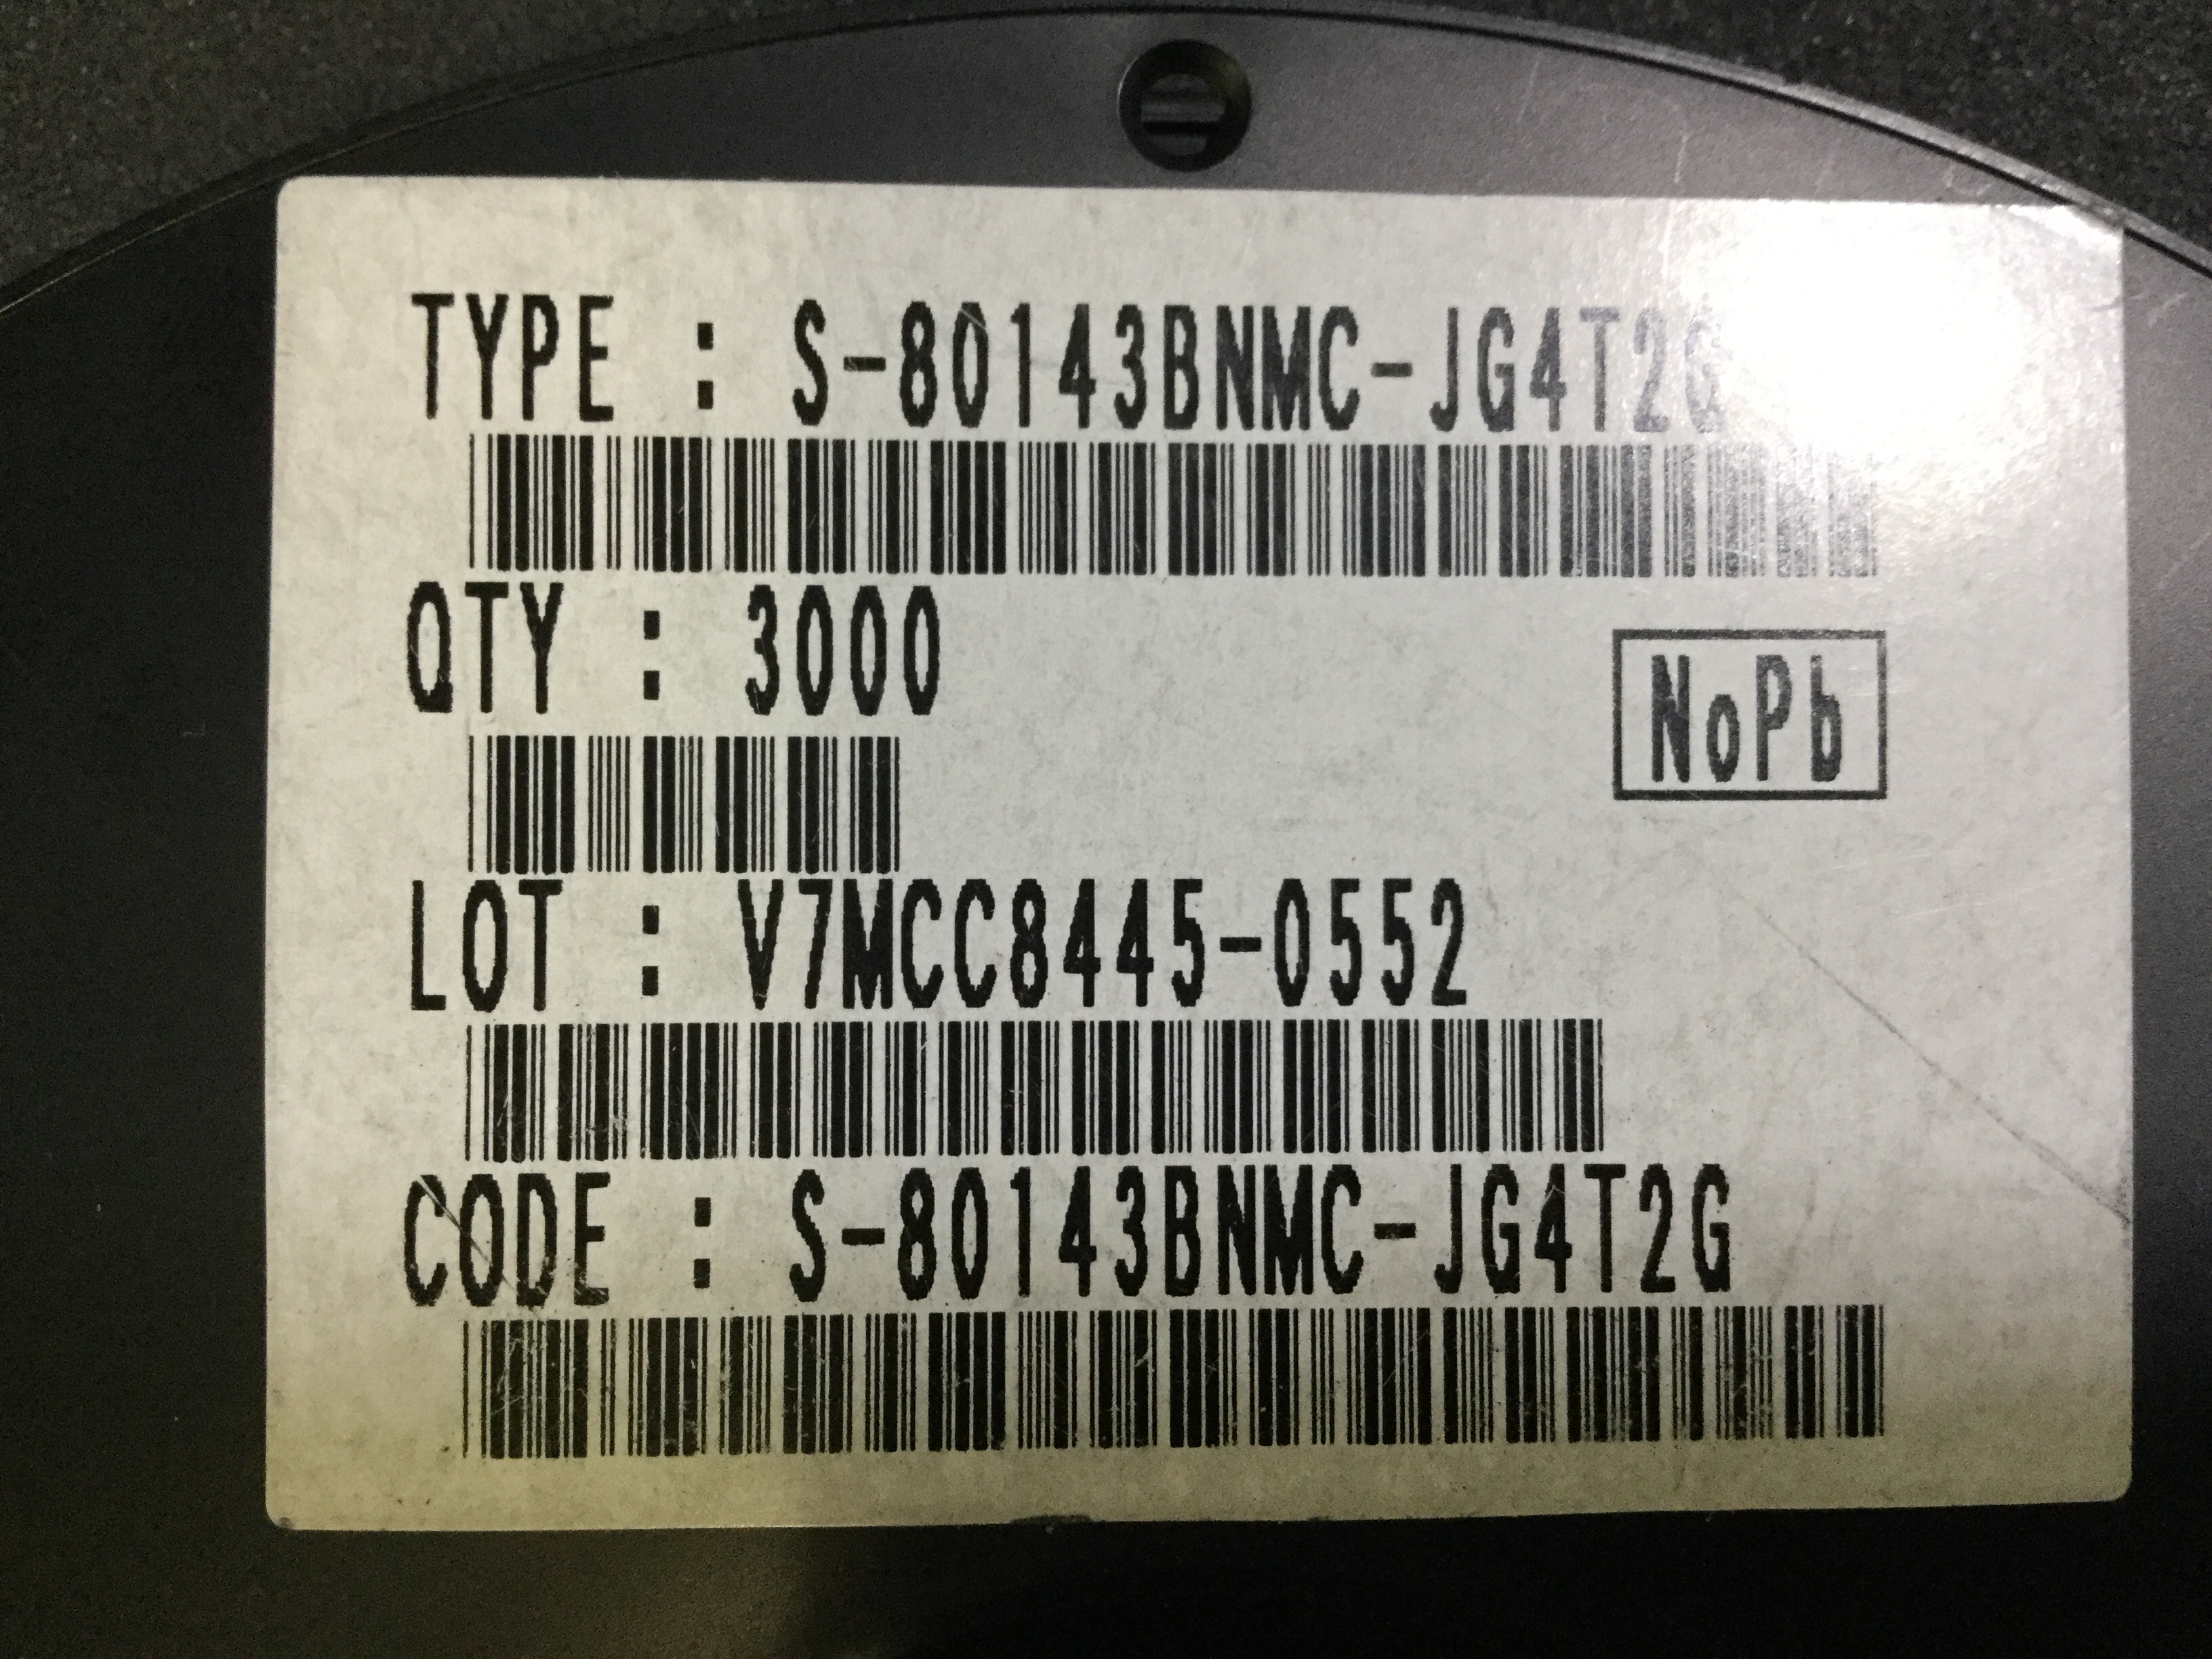 TYPE : S-80143BNMC-JG4T2G
QTY : 3000
NoPb
LOT : V7MCC8445-0552
CODE : S-80143BNMC-JG4T2G